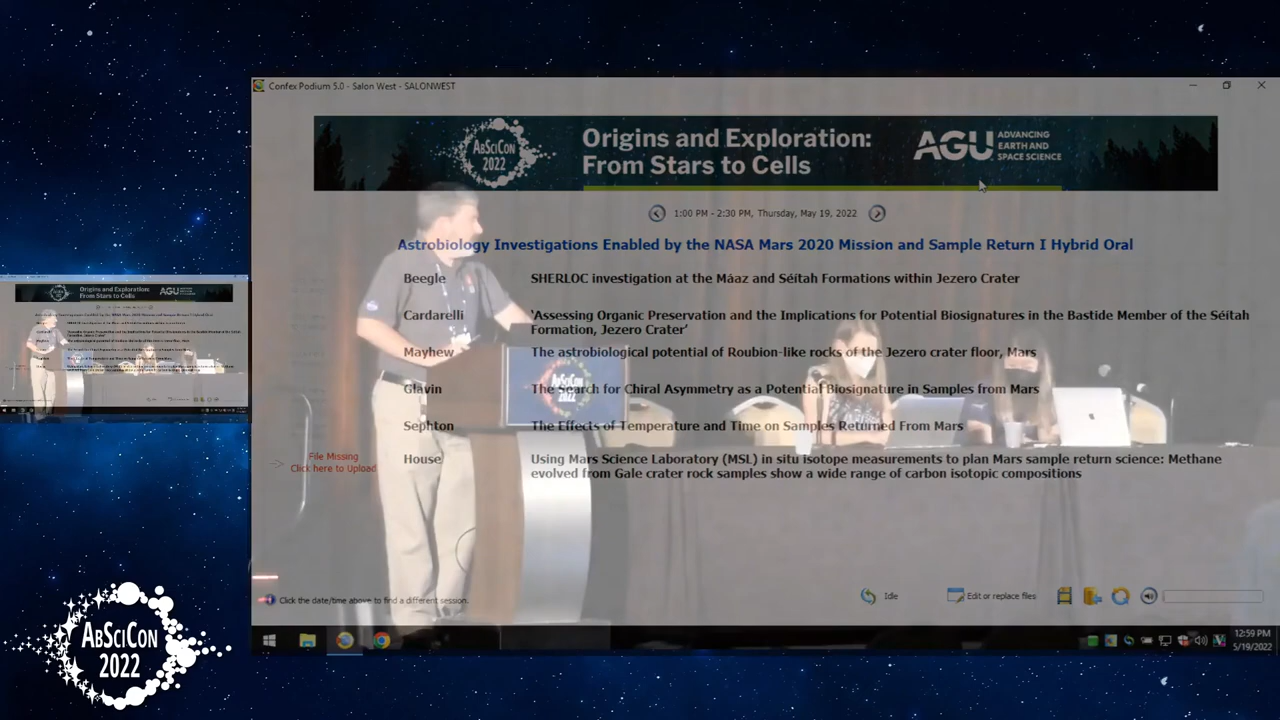 Confex Podium 5.0 - Salon West - SALONWEST
AbSciCon
2022
Origins and Exploration:
From Stars to Cells
AGU
ADVANCING
EARTH AND
SPACE SCIENCE
1:00 PM - 2:30 PM, Thursday, May 19, 2022
Astrobiology Investigations Enabled by the NASA Mars 2020 Mission and Sample Return I Hybrid Oral
Beegle SHERLOC investigation at the Máaz and Séítah Formations within Jezero Crater
Cardarelli 'Assessing Organic Preservation and the Implications for Potential Biosignatures in the Bastide Member of the Séítah
Formation, Jezero Crater'
Mayhew The astrobiological potential of Roubion-like rocks of the Jezero crater floor, Mars
Glavin The Search for Chiral Asymmetry as a Potential Biosignature in Samples from Mars
Sephton The Effects of Temperature and Time on Samples Returned From Mars
File Missing
Click here to Upload
House Using Mars Science Laboratory (MSL) in situ isotope measurements to plan Mars sample return science: Methane
evolved from Gale crater rock samples show a wide range of carbon isotopic compositions
Click the date/time above to find a different session.
Idle
Edit or replace files
12:59 PM
5/19/2022
Origins and Exploration:
From Stars to Cells
AGU
AbSciCon
2022